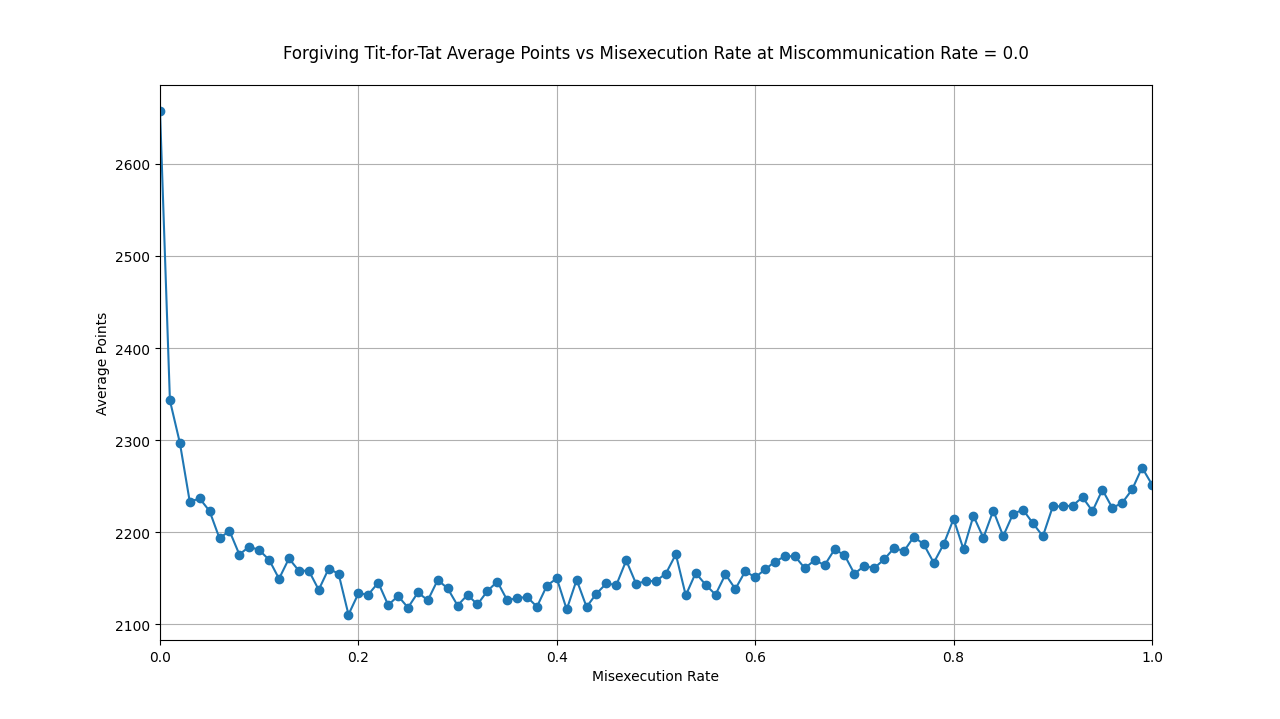 Forgiving Tit-for-Tat Average Points vs Misexecution Rate at Miscommunication Rate = 0.0
2600
2500
2400
2300
2200
2100
Average Points
0.0 0.2 0.4 0.6 0.8 1.0
Misexecution Rate